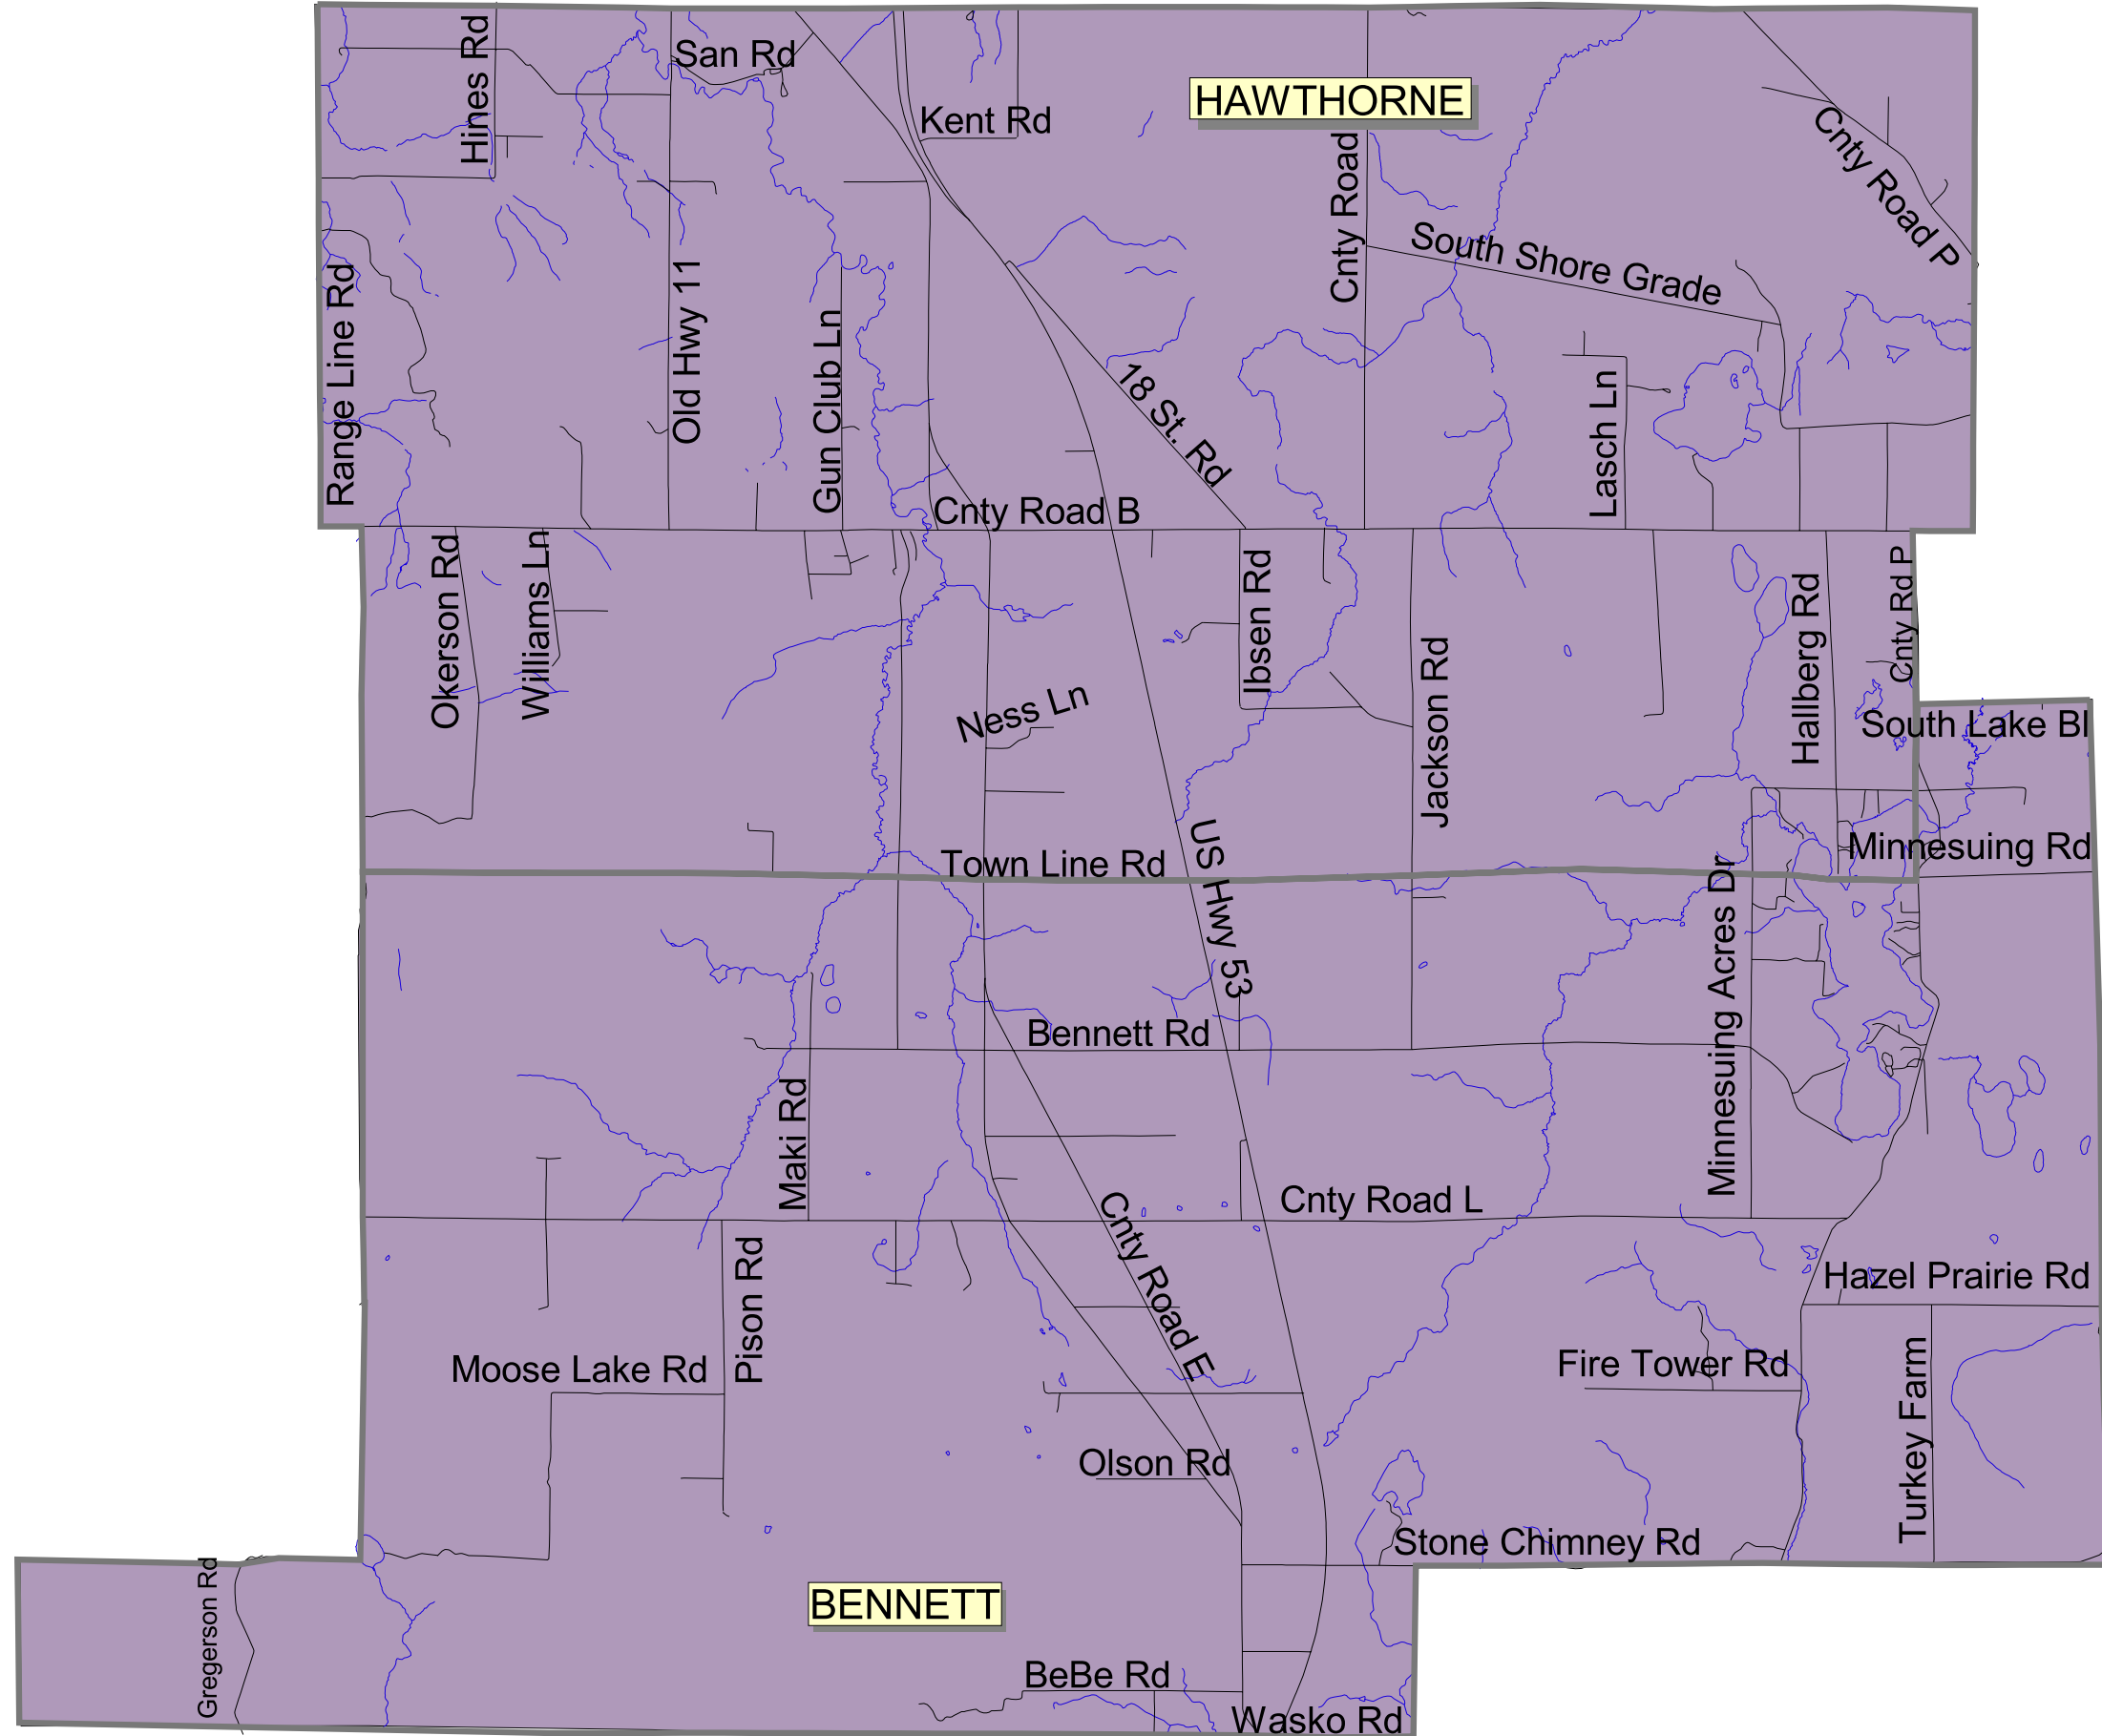 Hines Rd
San Rd
Kent Rd
HAWTHORNE
Cnty Road
Cnty Road P
South Shore Grade
Range Line Rd
Old Hwy 11
Gun Club Ln
18 St. Rd
Lasch Ln
Cnty Road B
Okerson Rd
Williams Ln
Ibsen Rd
Jackson Rd
Hallberg Rd
Cnty Rd P
Ness Ln
South Lake Bl
US Hwy 53
Town Line Rd
Minnesuing Rd
Minnesuing Acres Dr
Bennett Rd
Maki Rd
Cnty Road L
Cnty Road E
Pison Rd
Hazel Prairie Rd
Moose Lake Rd
Fire Tower Rd
Turkey Farm
Olson Rd
Stone Chimney Rd
Gregerson Rd
BENNETT
BeBe Rd
Wasko Rd